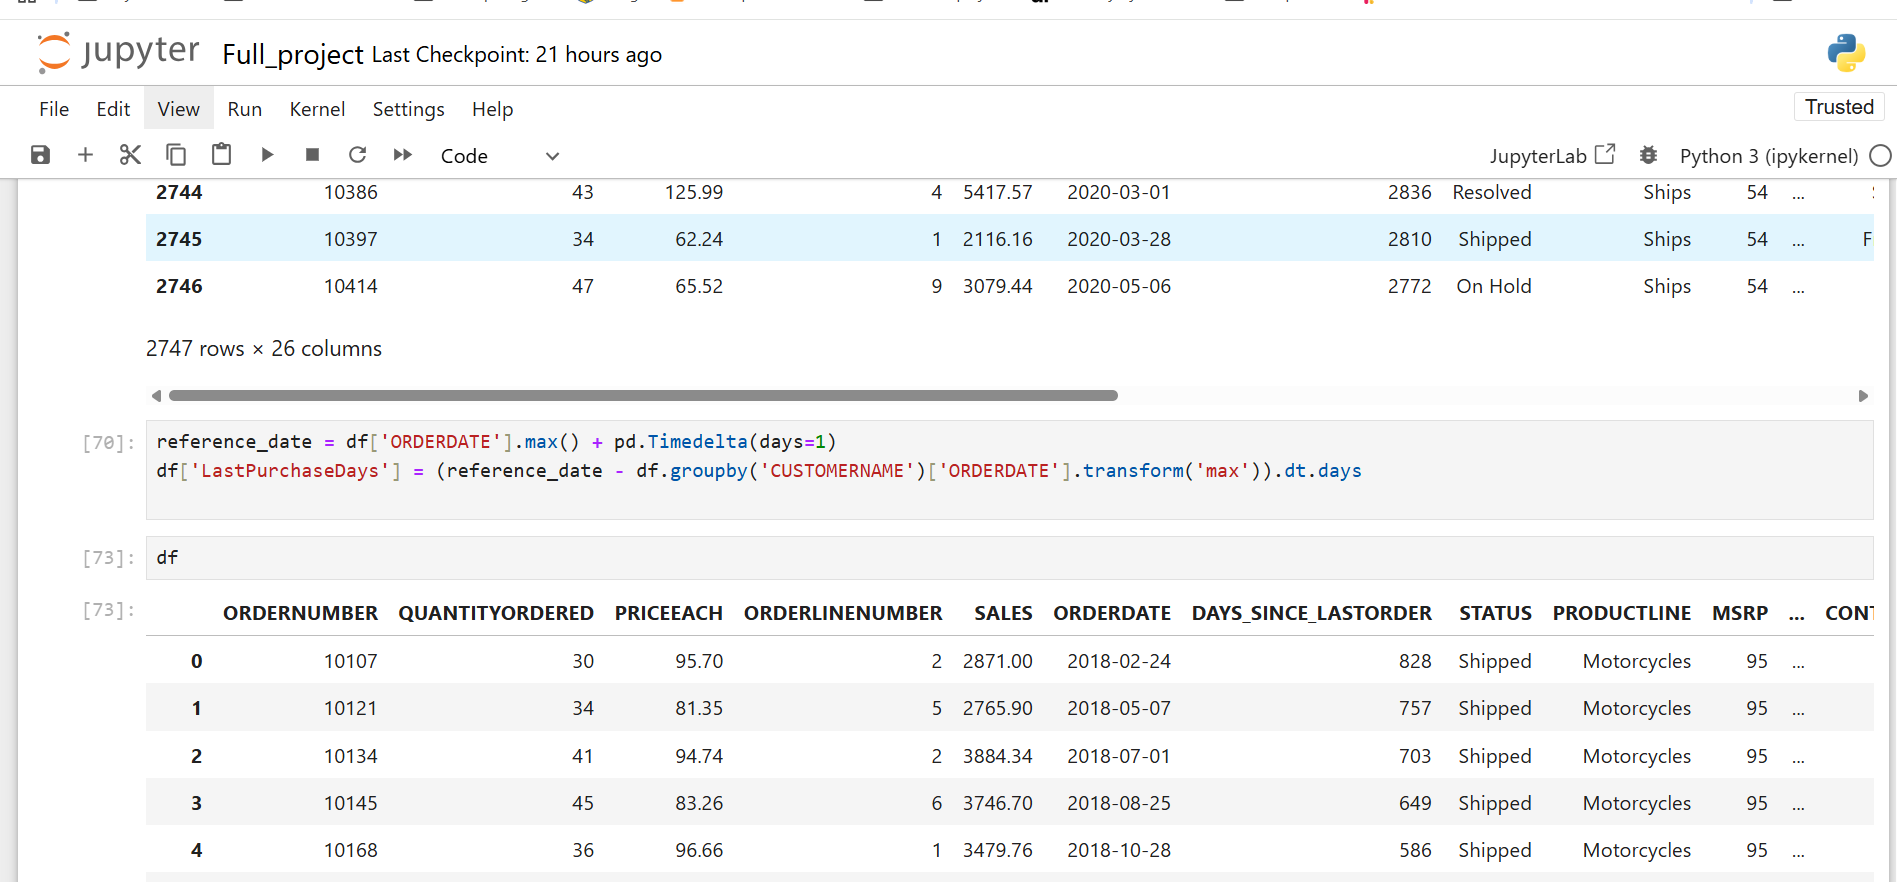 jupyter Full_project Last Checkpoint: 21 hours ago
File Edit View Run Kernel Settings Help Trusted
Code JupyterLab Python 3 (ipykernel)
2744 10386 43 125.99 4 5417.57 2020-03-01 2836 Resolved Ships 54 ...
2745 10397 34 62.24 1 2116.16 2020-03-28 2810 Shipped Ships 54 ... F
2746 10414 47 65.52 9 3079.44 2020-05-06 2772 On Hold Ships 54 ...
2747 rows × 26 columns
[70]: reference_date = df['ORDERDATE'].max() + pd.Timedelta(days=1)
df['LastPurchaseDays'] = (reference_date - df.groupby('CUSTOMERNAME')['ORDERDATE'].transform('max')).dt.days
[73]: df
[73]: ORDERNUMBER QUANTITYORDERED PRICEEACH ORDERLINENUMBER SALES ORDERDATE DAYS_SINCE_LASTORDER STATUS PRODUCTLINE MSRP ... CONT
0 10107 30 95.70 2 2871.00 2018-02-24 828 Shipped Motorcycles 95 ...
1 10121 34 81.35 5 2765.90 2018-05-07 757 Shipped Motorcycles 95 ...
2 10134 41 94.74 2 3884.34 2018-07-01 703 Shipped Motorcycles 95 ...
3 10145 45 83.26 6 3746.70 2018-08-25 649 Shipped Motorcycles 95 ...
4 10168 36 96.66 1 3479.76 2018-10-28 586 Shipped Motorcycles 95 ...